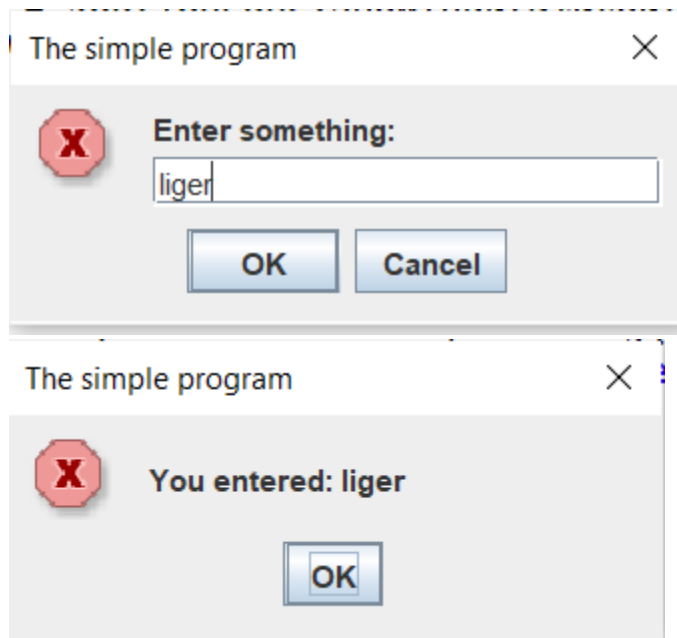 The simple program
Enter something:
liger
OK Cancel
The simple program
You entered: liger
OK